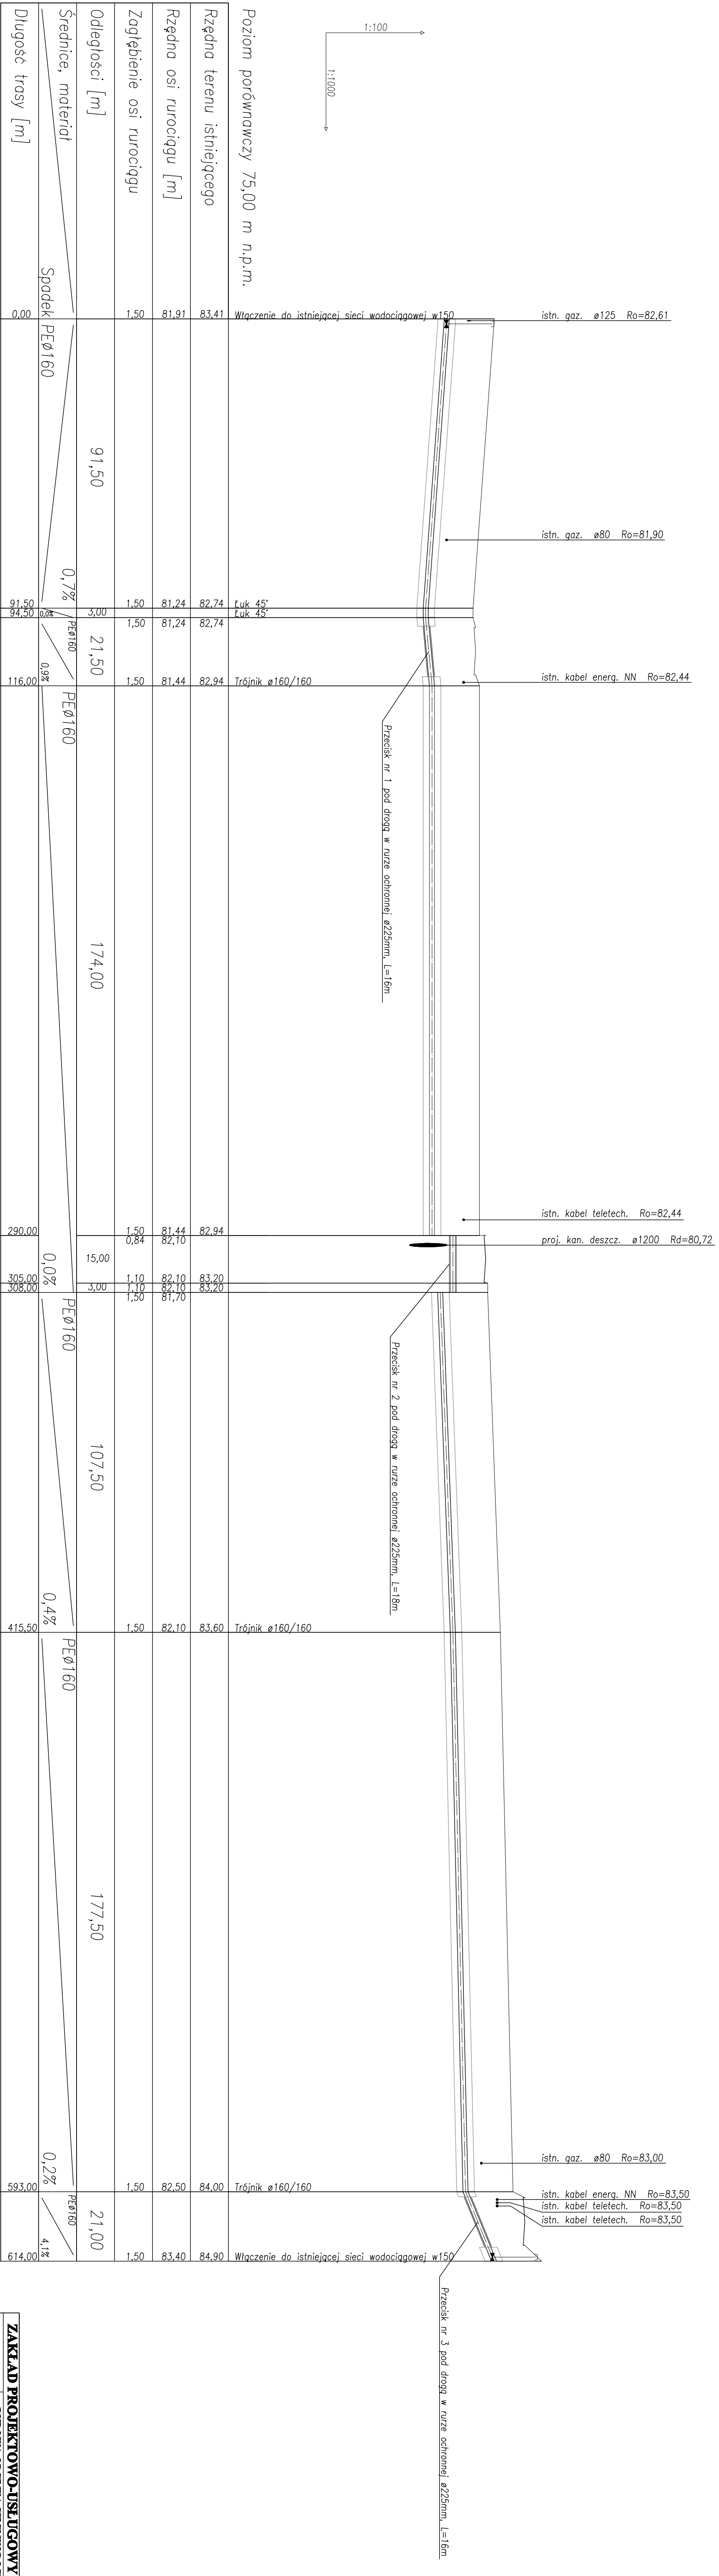 1:100
1:1000
istn. gaz. ø125 Ro=82,61
istn. gaz. ø80 Ro=81,90
istn. kabel energ. NN Ro=82,44
istn. kabel teletech. Ro=82,44
proj. kan. deszcz. ø1200 Rd=80,72
istn. gaz. ø80 Ro=83,00
istn. kabel energ. NN Ro=83,50
istn. kabel teletech. Ro=83,50
istn. kabel teletech. Ro=83,50
Przecisk nr 1 pod drogą w rurze ochronnej ø225mm, L=16m
Przecisk nr 2 pod drogą w rurze ochronnej ø225mm, L=18m
Przecisk nr 3 pod drogą w rurze ochronnej ø225mm, L=16m
Poziom porównawczy 75,00 m n.p.m.
Włączenie do istniejącej sieci wodociągowej w150
Łuk 45°
Łuk 45°
Trójnik ø160/160
Trójnik ø160/160
Trójnik ø160/160
Włączenie do istniejącej sieci wodociągowej w150
Rzędna terenu istniejącego
83,41 82,74 82,74 82,94 82,94 83,20 83,20 83,60 84,00 84,90
Rzędna osi rurociągu [m]
81,91 81,24 81,24 81,44 81,44 82,10 82,10 82,10 81,70 82,10 82,50 83,40
Zagłębienie osi rurociągu
1,50 1,50 1,50 1,50 1,50 0,84 1,10 1,10 1,50 1,50 1,50 1,50
Odległości [m]
91,50 3,00 21,50 174,00 15,00 3,00 107,50 177,50 21,00
Średnice, materiał
Spadek
PEØ160 0,7% 0,0% PEØ160 0,9% PEØ160 0,0% PEØ160 0,4% PEØ160 0,2% PEØ160 4,1%
Długość trasy [m]
0,00 91,50 94,50 116,00 290,00 305,00 308,00 415,50 593,00 614,00
ZAKŁAD PROJEKTOWO-USŁUGOWY